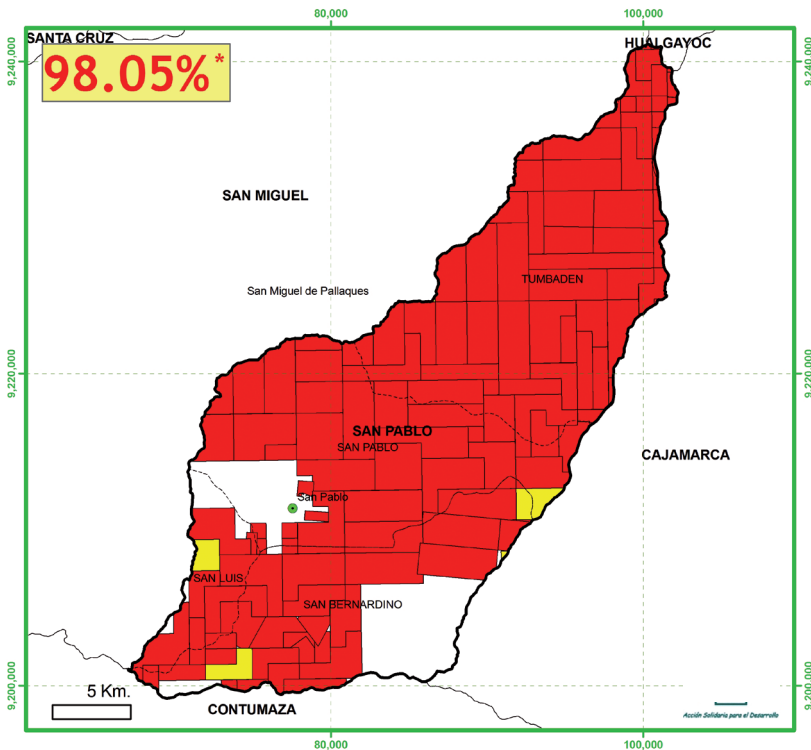 80,000
100,000
SANTA CRUZ
HUALGAYOC
9,240,000
9,240,000
98.05%*
SAN MIGUEL
San Miguel de Pallaques
TUMBADEN
9,220,000
9,220,000
SAN PABLO
SAN PABLO
CAJAMARCA
San Pablo
SAN LUIS
SAN BERNARDINO
9,200,000
9,200,000
5 Km.
CONTUMAZA
Acción Solidaria para el Desarrollo
80,000
100,000